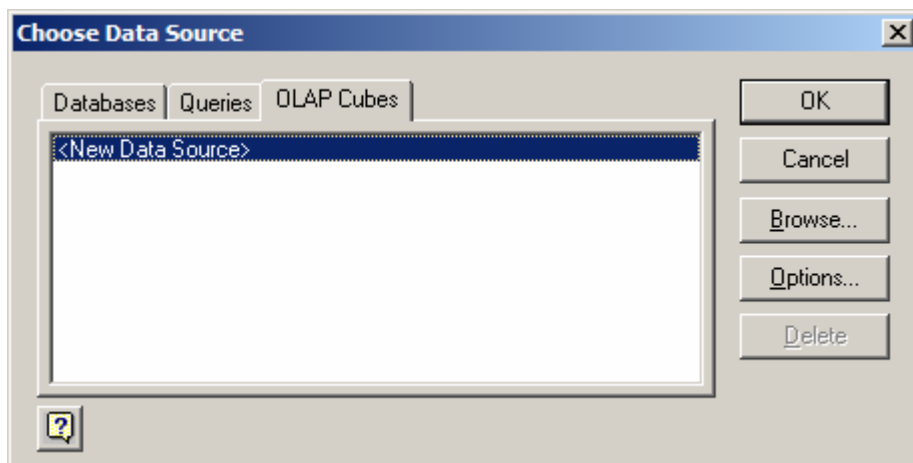 Choose Data Source
Databases Queries OLAP Cubes
<New Data Source>
OK
Cancel
Browse...
Options...
Delete
?